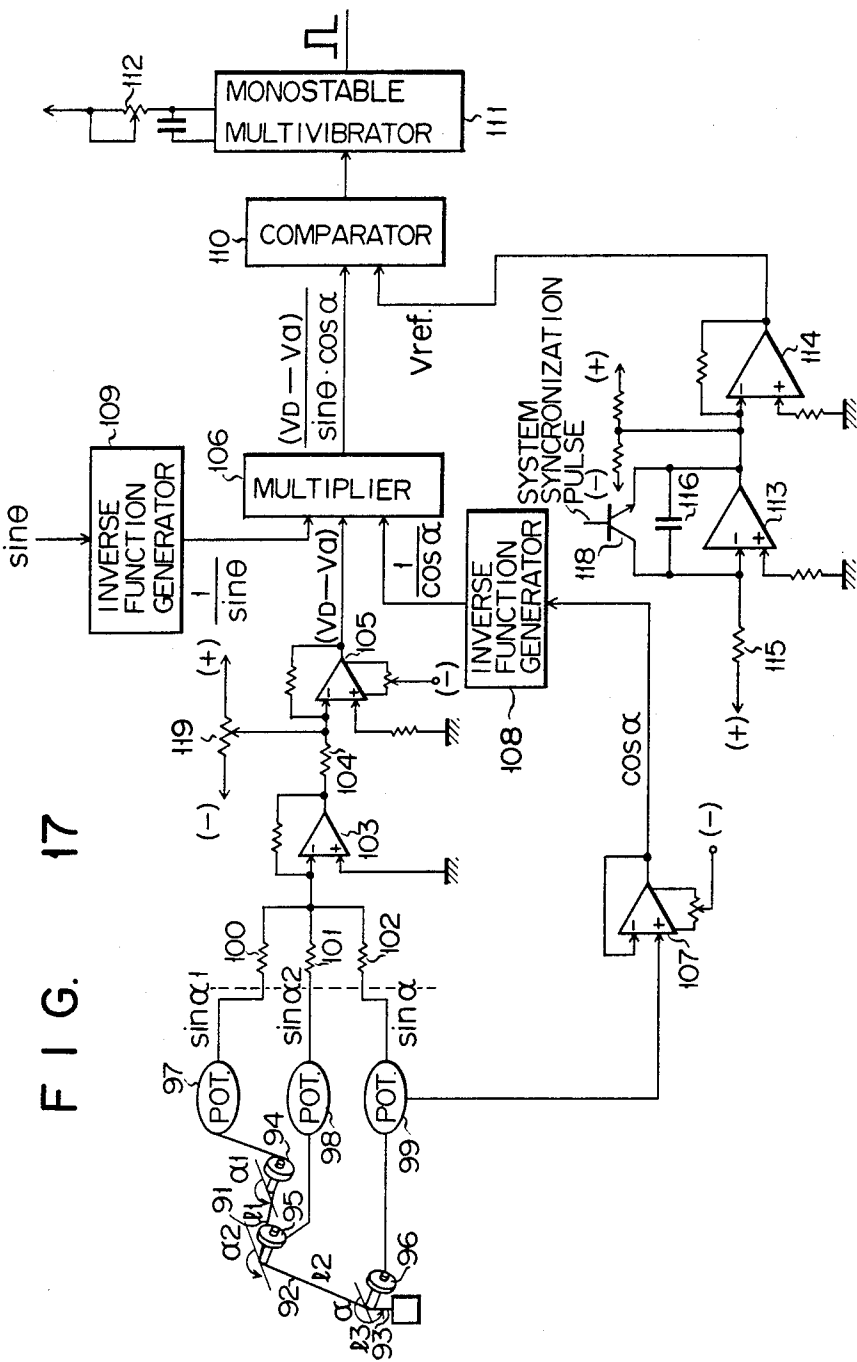 FIG. 17
sinθ
109
INVERSE
FUNCTION
GENERATOR
1
sinθ
112
MONOSTABLE
MULTIVIBRATOR
111
110
COMPARATOR
106
MULTIPLIER
(VD—Va)
sinθ·cosα
Vref.
(VD—Va)
1
cosα
119
(—)
(+)
105
104
103
(—)
97
POT.
sinα1
100
98
POT.
sinα2
101
99
POT.
sinα
102
94
α1
91
ℓ1
α2
95
92
ℓ2
96
α
ℓ3
93
INVERSE
FUNCTION
GENERATOR
108
cosα
107
(—)
SYSTEM
SYNCRONIZATION
PULSE
(—)
(+)
118
116
113
115
(+)
114